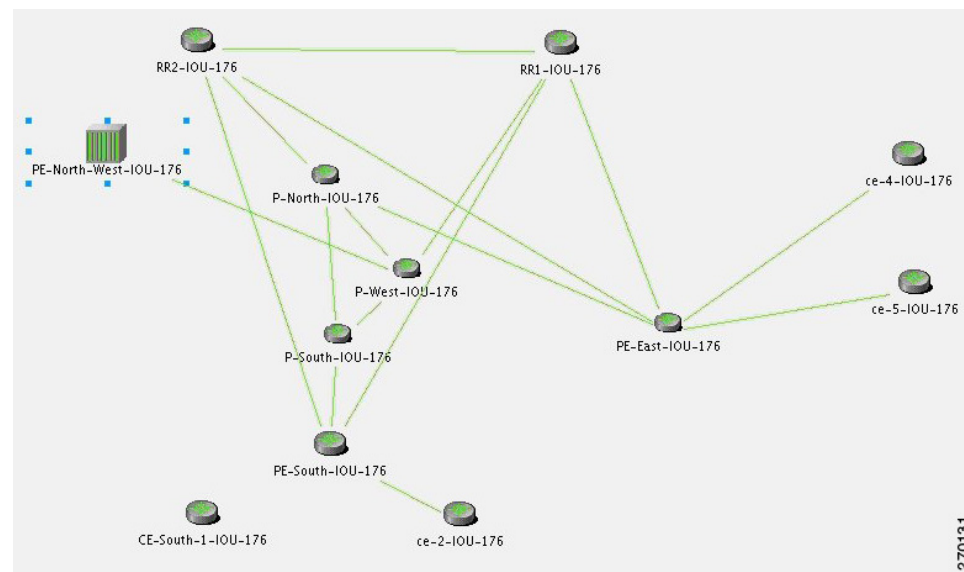 RR2-IOU-176
RR1-IOU-176
PE-North-West-IOU-176
ce-4-IOU-176
P-North-IOU-176
P-West-IOU-176
ce-5-IOU-176
PE-East-IOU-176
P-South-IOU-176
PE-South-IOU-176
CE-South-1-IOU-176
ce-2-IOU-176
270131